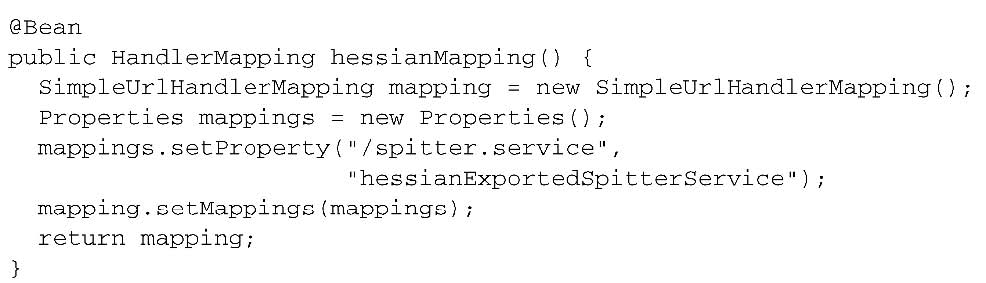 @Bean
public HandlerMapping hessianMapping() {
  SimpleUrlHandlerMapping mapping = new SimpleUrlHandlerMapping();
  Properties mappings = new Properties();
  mappings.setProperty("/spitter.service",
                       "hessianExportedSpitterService");
  mapping.setMappings(mappings);
  return mapping;
}